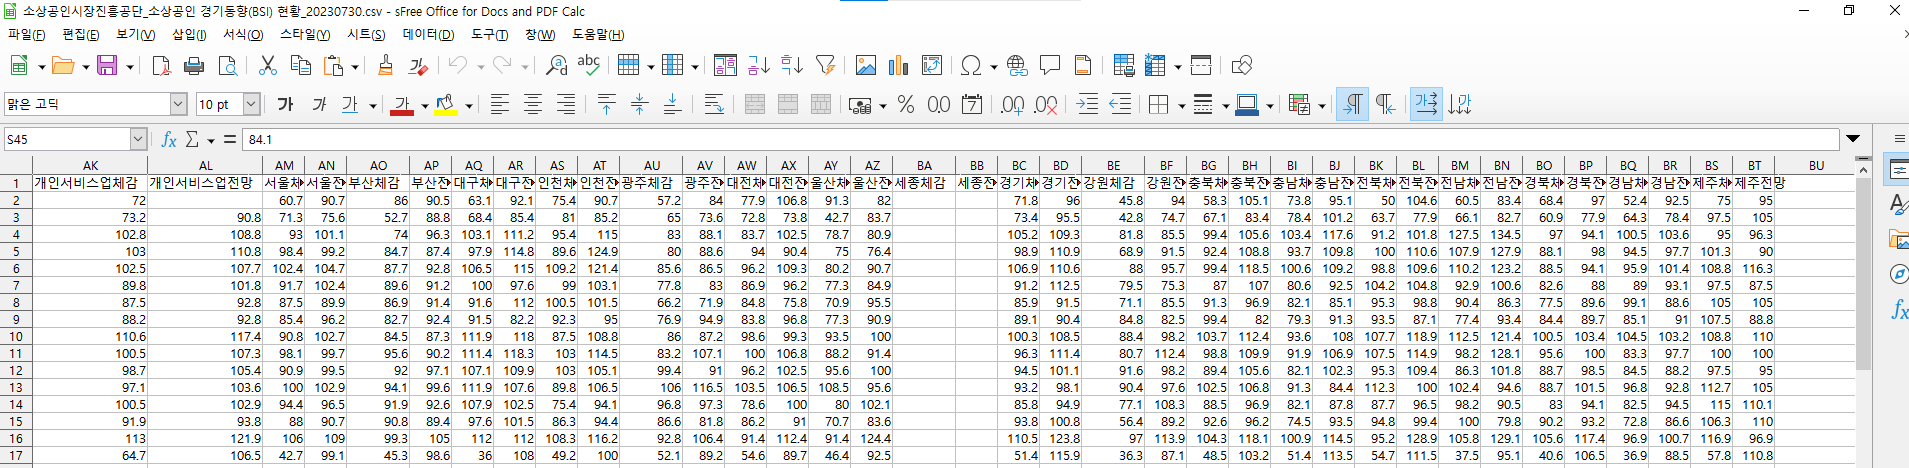 소상공인시장진흥공단_소상공인 경기동향(BSI) 현황_20230730.csv - sFree Office for Docs and PDF Calc
파일(F) 편집(E) 보기(V) 삽입(I) 서식(O) 스타일(Y) 시트(S) 데이터(D) 도구(T) 창(W) 도움말(H)
맑은 고딕 10 pt 가 가 가 가
S45 fx Σ = 84.1
AK AL AM AN AO AP AQ AR AS AT AU AV AW AX AY AZ BA BB BC BD BE BF BG BH BI BJ BK BL BM BN BO BP BQ BR BS BT BU
1 개인서비스업체감 개인서비스업전망 서울체 서울전 부산체감 부산전 대구체 대구전 인천체 인천전 광주체감 광주전 대전체 대전전 울산체 울산전 세종체감 세종전 경기체 경기전 강원체감 강원전 충북체 충북전 충남체 충남전 전북체 전북전 전남체 전남전 경북체 경북전 경남체 경남전 제주체 제주전망
2 72 60.7 90.7 86 90.5 63.1 92.1 75.4 90.7 57.2 84 77.9 106.8 91.3 82 71.8 96 45.8 94 58.3 105.1 73.8 95.1 50 104.6 60.5 83.4 68.4 97 52.4 92.5 75 95
3 73.2 90.8 71.3 75.6 52.7 88.8 68.4 85.4 81 85.2 65 73.6 72.8 73.8 42.7 83.7 73.4 95.5 42.8 74.7 67.1 83.4 78.4 101.2 63.7 77.9 66.1 82.7 60.9 77.9 64.3 78.4 97.5 105
4 102.8 108.8 93 101.1 74 96.3 103.1 111.2 95.4 115 83 88.1 83.7 102.5 78.7 80.9 105.2 109.3 81.8 85.5 99.4 105.6 103.4 117.6 91.2 101.8 127.5 134.5 97 94.1 100.5 103.6 95 96.3
5 103 110.8 98.4 99.2 84.7 87.4 97.9 114.8 89.6 124.9 80 88.6 94 90.4 75 76.4 98.9 110.9 68.9 91.5 92.4 108.8 93.7 109.8 100 110.6 107.9 127.9 88.1 98 94.5 97.7 101.3 90
6 102.5 107.7 102.4 104.7 87.7 92.8 106.5 115 109.2 121.4 85.6 86.5 96.2 109.3 80.2 90.7 106.9 110.6 88 95.7 99.4 118.5 100.6 109.2 98.8 109.6 110.2 123.2 88.5 94.1 95.9 101.4 108.8 116.3
7 89.8 101.8 91.7 102.4 89.6 91.2 100 97.6 99 103.1 77.8 83 86.9 96.2 77.3 84.9 91.2 112.5 79.5 75.3 87 107 80.6 92.5 104.2 104.8 92.9 100.6 82.6 88 89 93.1 97.5 87.5
8 87.5 92.8 87.5 89.9 86.9 91.4 91.6 112 100.5 101.5 66.2 71.9 84.8 75.8 70.9 95.5 85.9 91.5 71.1 85.5 91.3 96.9 82.1 85.1 95.3 98.8 90.4 86.3 77.5 89.6 99.1 88.6 105 105
9 88.2 92.8 85.4 96.2 82.7 92.4 91.5 82.2 92.3 95 76.9 94.9 83.8 96.8 77.3 90.9 89.1 90.4 84.8 82.5 99.4 82 79.3 91.3 93.5 87.1 77.4 93.4 84.4 89.7 85.1 91 107.5 88.8
10 110.6 117.4 90.8 102.7 84.5 87.3 111.9 118 87.5 108.8 86 87.2 98.6 99.3 93.5 100 100.3 108.5 88.4 98.2 103.7 112.4 93.6 108 107.7 118.9 112.5 121.4 100.5 103.4 104.5 103.2 108.8 110
11 100.5 107.3 98.1 99.7 95.6 90.2 111.4 118.3 103 114.5 83.2 107.1 100 106.8 88.2 91.4 96.3 111.4 80.7 112.4 98.8 109.9 91.9 106.9 107.5 114.9 98.2 128.1 95.6 100 83.3 97.7 100 100
12 98.7 105.4 90.9 99.5 92 97.1 107.1 109.9 103 105.1 99.4 91 96.2 102.5 95.6 100 94.5 101.1 91.6 98.2 89.4 105.6 82.1 102.3 95.3 109.4 86.3 101.8 88.7 98.5 84.5 88.2 97.5 95
13 97.1 103.6 100 102.9 94.1 99.6 111.9 107.6 89.8 106.5 106 116.5 103.5 106.5 108.5 95.6 93.2 98.1 90.4 97.6 102.5 106.8 91.3 84.4 112.3 100 102.4 94.6 88.7 101.5 96.8 92.8 112.7 105
14 100.5 102.9 94.4 96.5 91.9 92.6 107.9 102.5 75.4 94.1 96.8 97.3 78.6 100 80 102.1 85.8 94.9 77.1 108.3 88.5 96.9 82.1 87.8 87.7 96.5 98.2 90.5 83 94.1 82.5 94.5 115 110.1
15 91.9 93.8 88 90.7 90.8 89.4 97.6 101.5 86.3 94.4 86.6 81.8 86.2 91 70.7 83.6 93.8 100.8 56.4 89.2 92.6 96.2 74.5 93.5 94.8 99.4 100 79.8 90.2 93.2 72.8 86.6 106.3 110
16 113 121.9 106 109 99.3 105 112 112 108.3 116.2 92.8 106.4 91.4 112.4 91.4 124.4 110.5 123.8 97 113.9 104.3 118.1 100.9 114.5 95.2 128.9 105.8 129.1 105.6 117.4 96.9 100.7 116.9 96.9
17 64.7 106.5 42.7 99.1 45.3 98.6 36 108 49.2 100 52.1 89.2 54.6 89.7 46.4 92.5 51.4 115.9 36.3 87.1 48.5 103.2 51.4 113.5 54.7 111.5 37.5 95.1 40.6 106.5 36.9 88.5 57.8 110.8